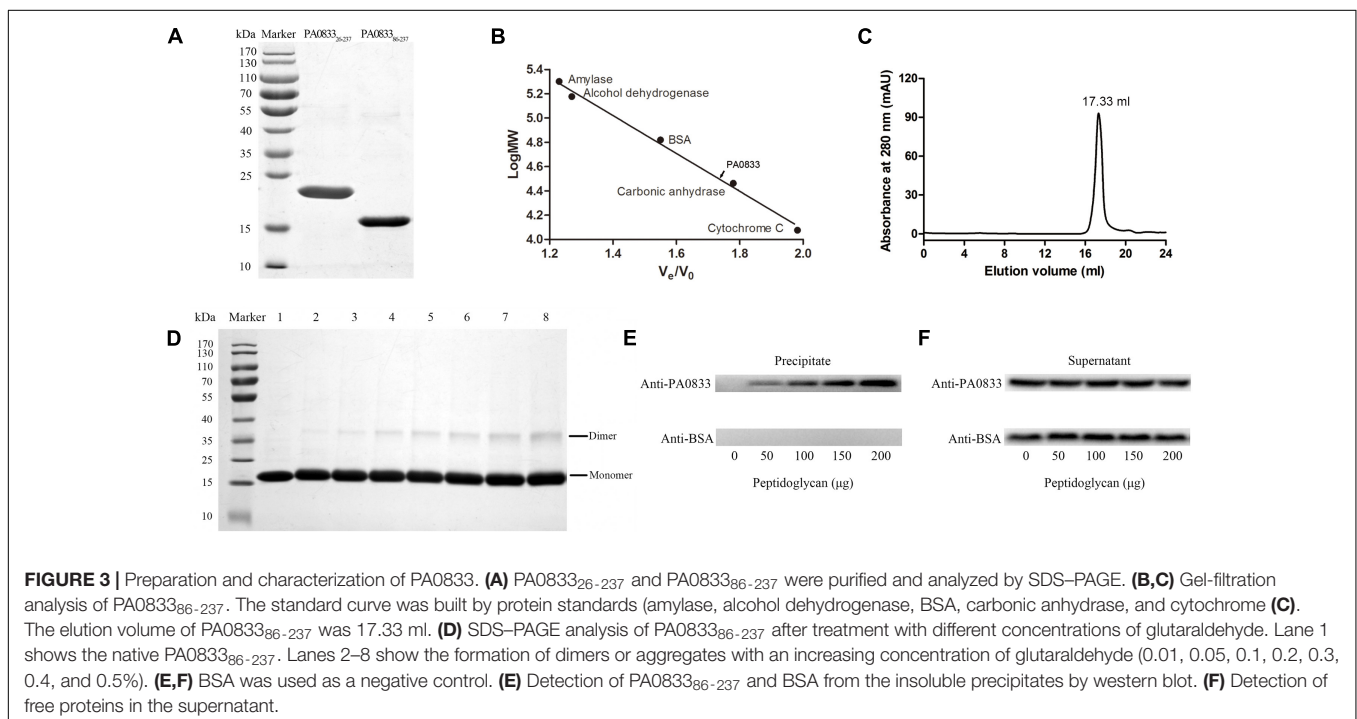 A
kDa Marker PA0833₂₆₋₂₃₇ PA0833₈₆₋₂₃₇
170
130
110
70
55
40
35
25
15
10
B
LogMW
5.4
5.2
5.0
4.8
4.6
4.4
4.2
4.0
Amylase
Alcohol dehydrogenase
BSA
PA0833
Carbonic anhydrase
Cytochrome C
1.2 1.4 1.6 1.8 2.0
Vₑ/V₀
C
Absorbance at 280 nm (mAU)
120
90
60
30
0
17.33 ml
0 4 8 12 16 20 24
Elution volume (ml)
D
kDa Marker 1 2 3 4 5 6 7 8
170
130
110
70
55
40
35
25
15
10
Dimer
Monomer
E
Precipitate
Anti-PA0833
Anti-BSA
0 50 100 150 200
Peptidoglycan (μg)
F
Supernatant
Anti-PA0833
Anti-BSA
0 50 100 150 200
Peptidoglycan (μg)
FIGURE 3 | Preparation and characterization of PA0833. (A) PA0833₂₆₋₂₃₇ and PA0833₈₆₋₂₃₇ were purified and analyzed by SDS–PAGE. (B,C) Gel-filtration
analysis of PA0833₈₆₋₂₃₇. The standard curve was built by protein standards (amylase, alcohol dehydrogenase, BSA, carbonic anhydrase, and cytochrome (C).
The elution volume of PA0833₈₆₋₂₃₇ was 17.33 ml. (D) SDS–PAGE analysis of PA0833₈₆₋₂₃₇ after treatment with different concentrations of glutaraldehyde. Lane 1
shows the native PA0833₈₆₋₂₃₇. Lanes 2–8 show the formation of dimers or aggregates with an increasing concentration of glutaraldehyde (0.01, 0.05, 0.1, 0.2, 0.3,
0.4, and 0.5%). (E,F) BSA was used as a negative control. (E) Detection of PA0833₈₆₋₂₃₇ and BSA from the insoluble precipitates by western blot. (F) Detection of
free proteins in the supernatant.